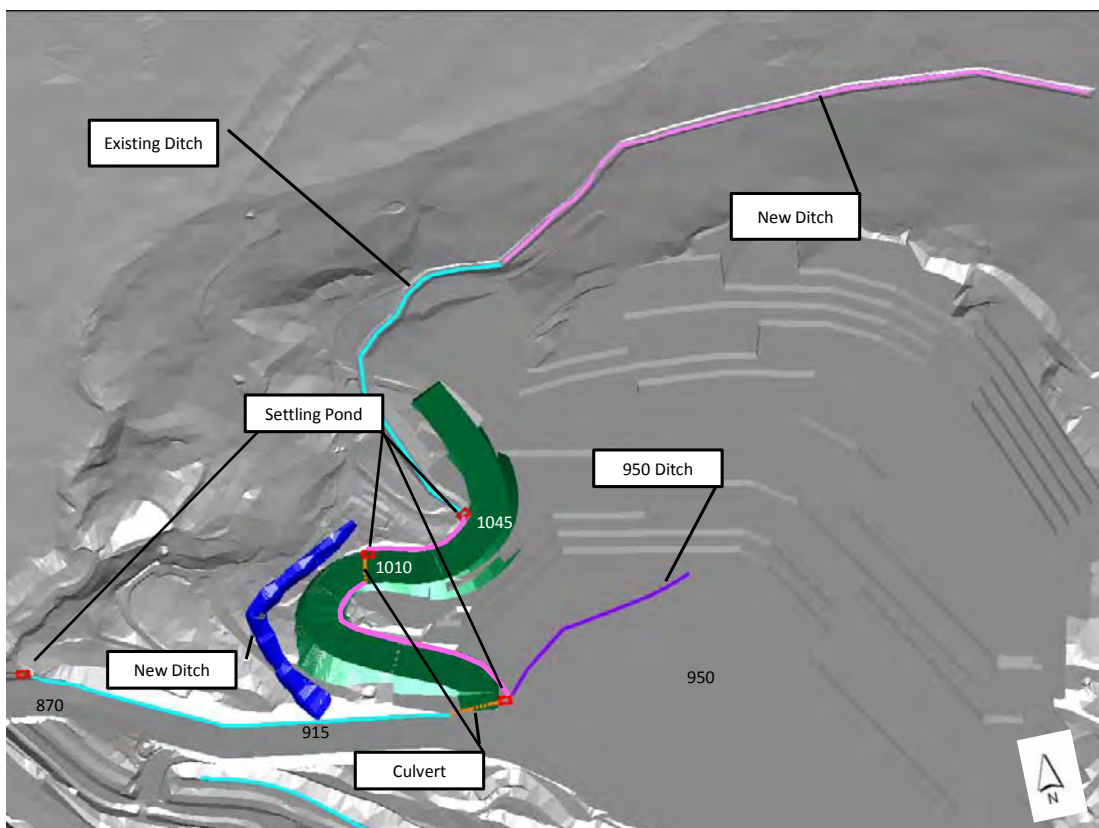 Existing Ditch
New Ditch
Settling Pond
950 Ditch
1045
1010
New Ditch
950
870
915
Culvert
N